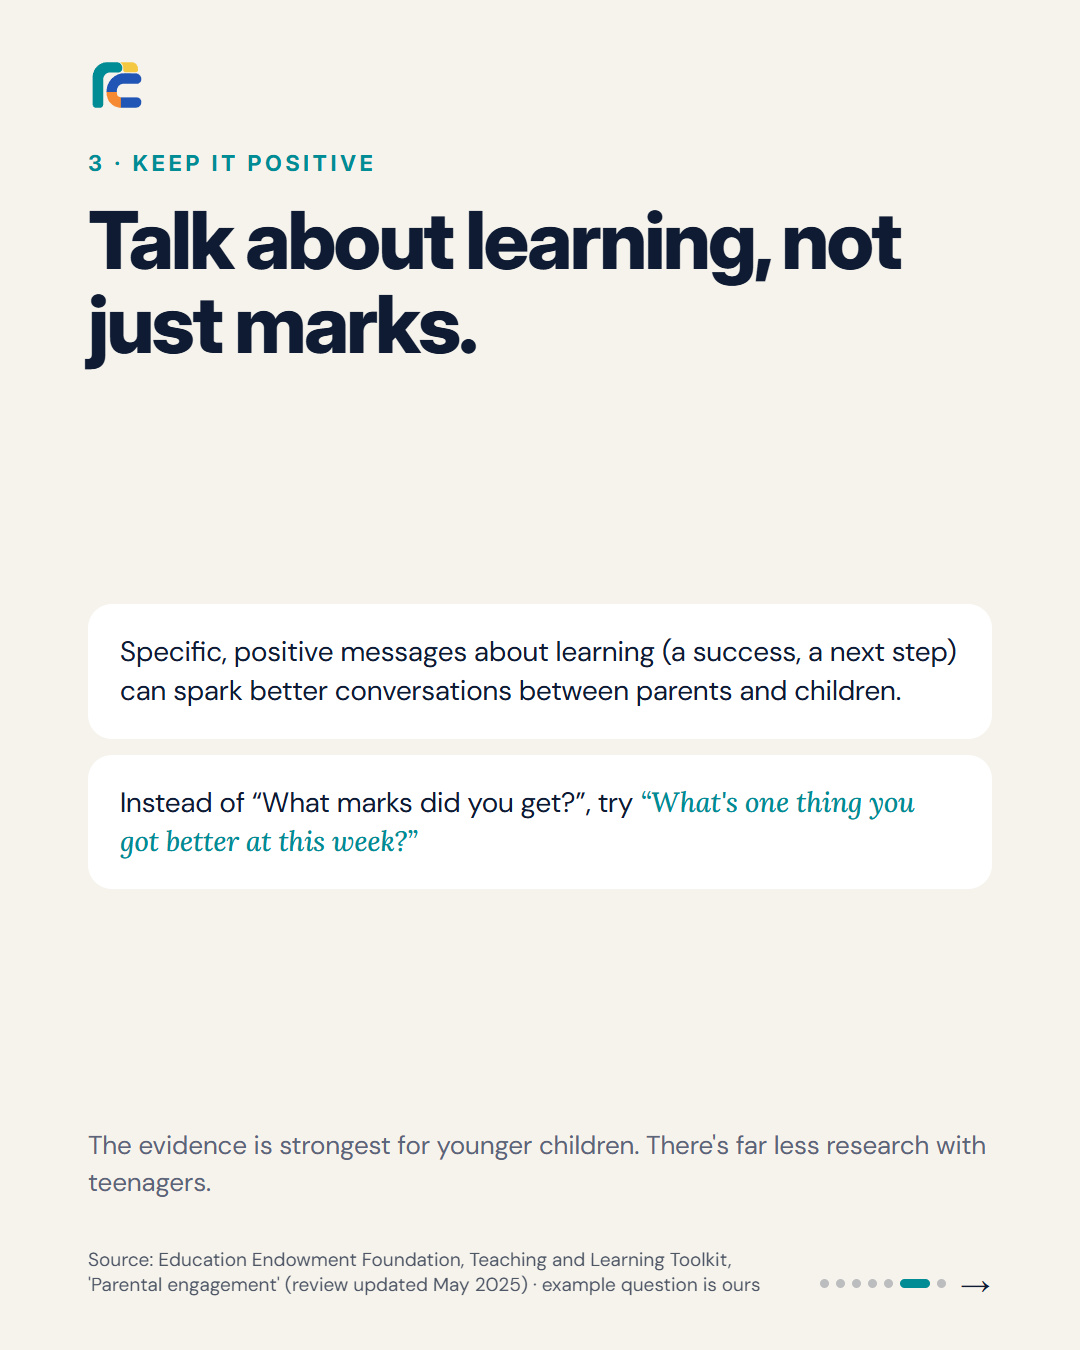 3 · KEEP IT POSITIVE
Talk about learning, not
just marks.
Specific, positive messages about learning (a success, a next step)
can spark better conversations between parents and children.
Instead of “What marks did you get?”, try “What's one thing you
got better at this week?”
The evidence is strongest for younger children. There's far less research with
teenagers.
Source: Education Endowment Foundation, Teaching and Learning Toolkit,
'Parental engagement' (review updated May 2025) · example question is ours
→